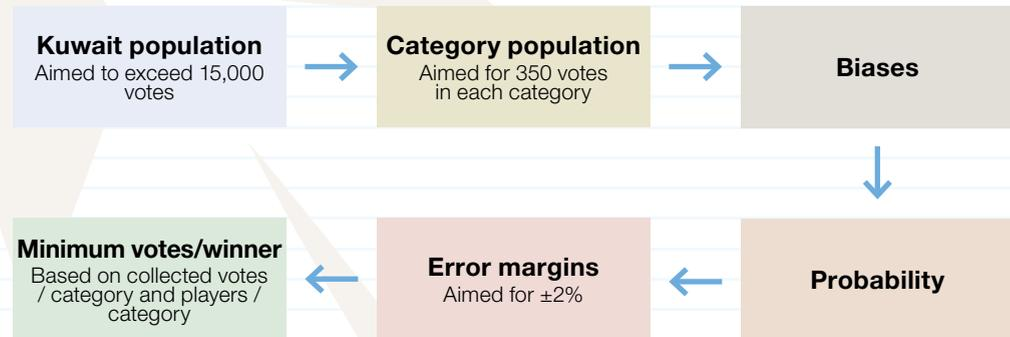 Kuwait population
Aimed to exceed 15,000
votes
Category population
Aimed for 350 votes
in each category
Biases
Probability
Error margins
Aimed for ±2%
Minimum votes/winner
Based on collected votes
/ category and players /
category